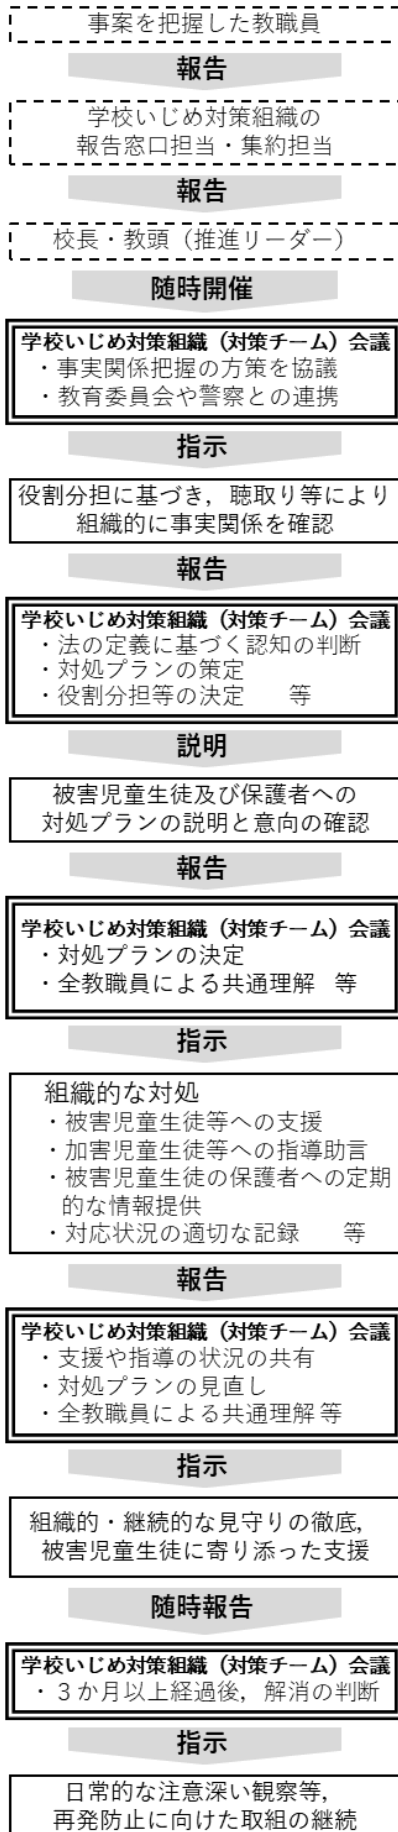 事案を把握した教職員
報告
学校いじめ対策組織の
報告窓口担当・集約担当
報告
校長・教頭（推進リーダー）
随時開催
学校いじめ対策組織（対策チーム）会議
・事実関係把握の方策を協議
・教育委員会や警察との連携
指示
役割分担に基づき，聴取り等により
組織的に事実関係を確認
報告
学校いじめ対策組織（対策チーム）会議
・法の定義に基づく認知の判断
・対処プランの策定
・役割分担等の決定　　等
説明
被害児童生徒及び保護者への
対処プランの説明と意向の確認
報告
学校いじめ対策組織（対策チーム）会議
・対処プランの決定
・全教職員による共通理解　等
指示
組織的な対処
・被害児童生徒等への支援
・加害児童生徒等への指導助言
・被害児童生徒の保護者への定期
的な情報提供
・対応状況の適切な記録　　等
報告
学校いじめ対策組織（対策チーム）会議
・支援や指導の状況の共有
・対処プランの見直し
・全教職員による共通理解 等
指示
組織的・継続的な見守りの徹底，
被害児童生徒に寄り添った支援
随時報告
学校いじめ対策組織（対策チーム）会議
・３か月以上経過後，解消の判断
指示
日常的な注意深い観察等，
再発防止に向けた取組の継続